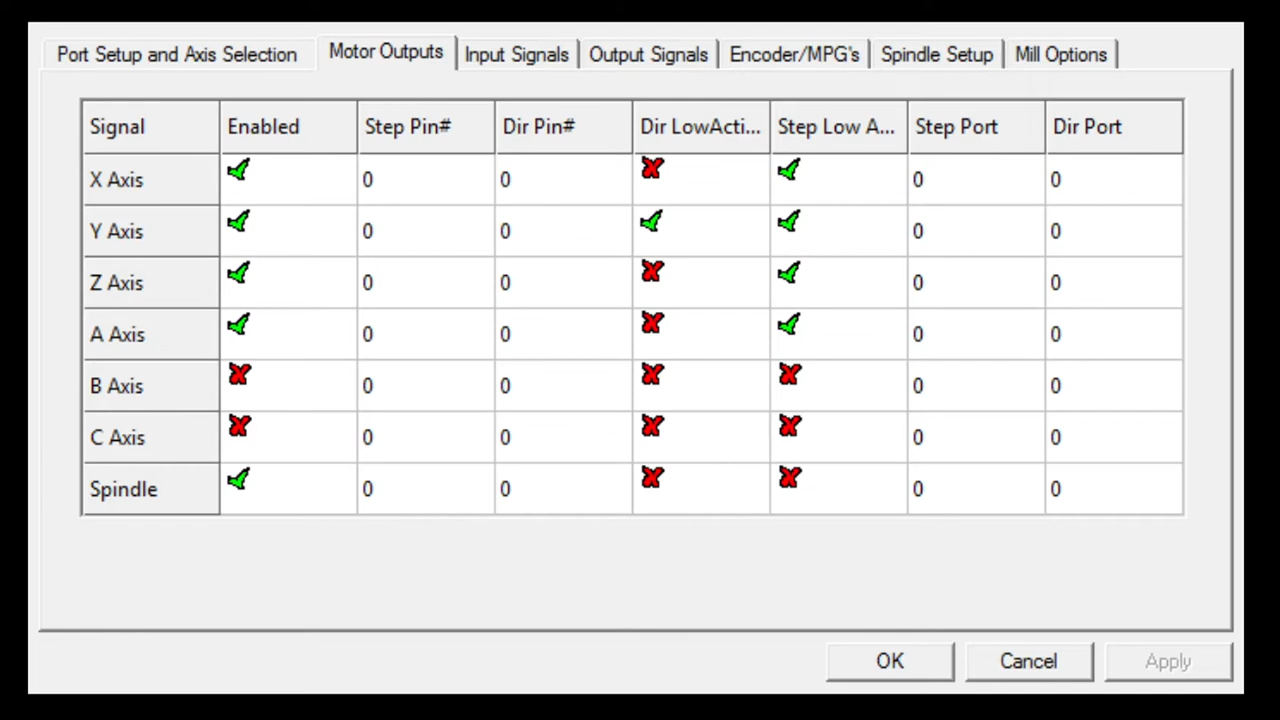 Port Setup and Axis Selection Motor Outputs Input Signals Output Signals Encoder/MPG's Spindle Setup Mill Options
Signal Enabled Step Pin# Dir Pin# Dir LowActi... Step Low A... Step Port Dir Port
X Axis 0 0 0 0
Y Axis 0 0 0 0
Z Axis 0 0 0 0
A Axis 0 0 0 0
B Axis 0 0 0 0
C Axis 0 0 0 0
Spindle 0 0 0 0
OK Cancel Apply